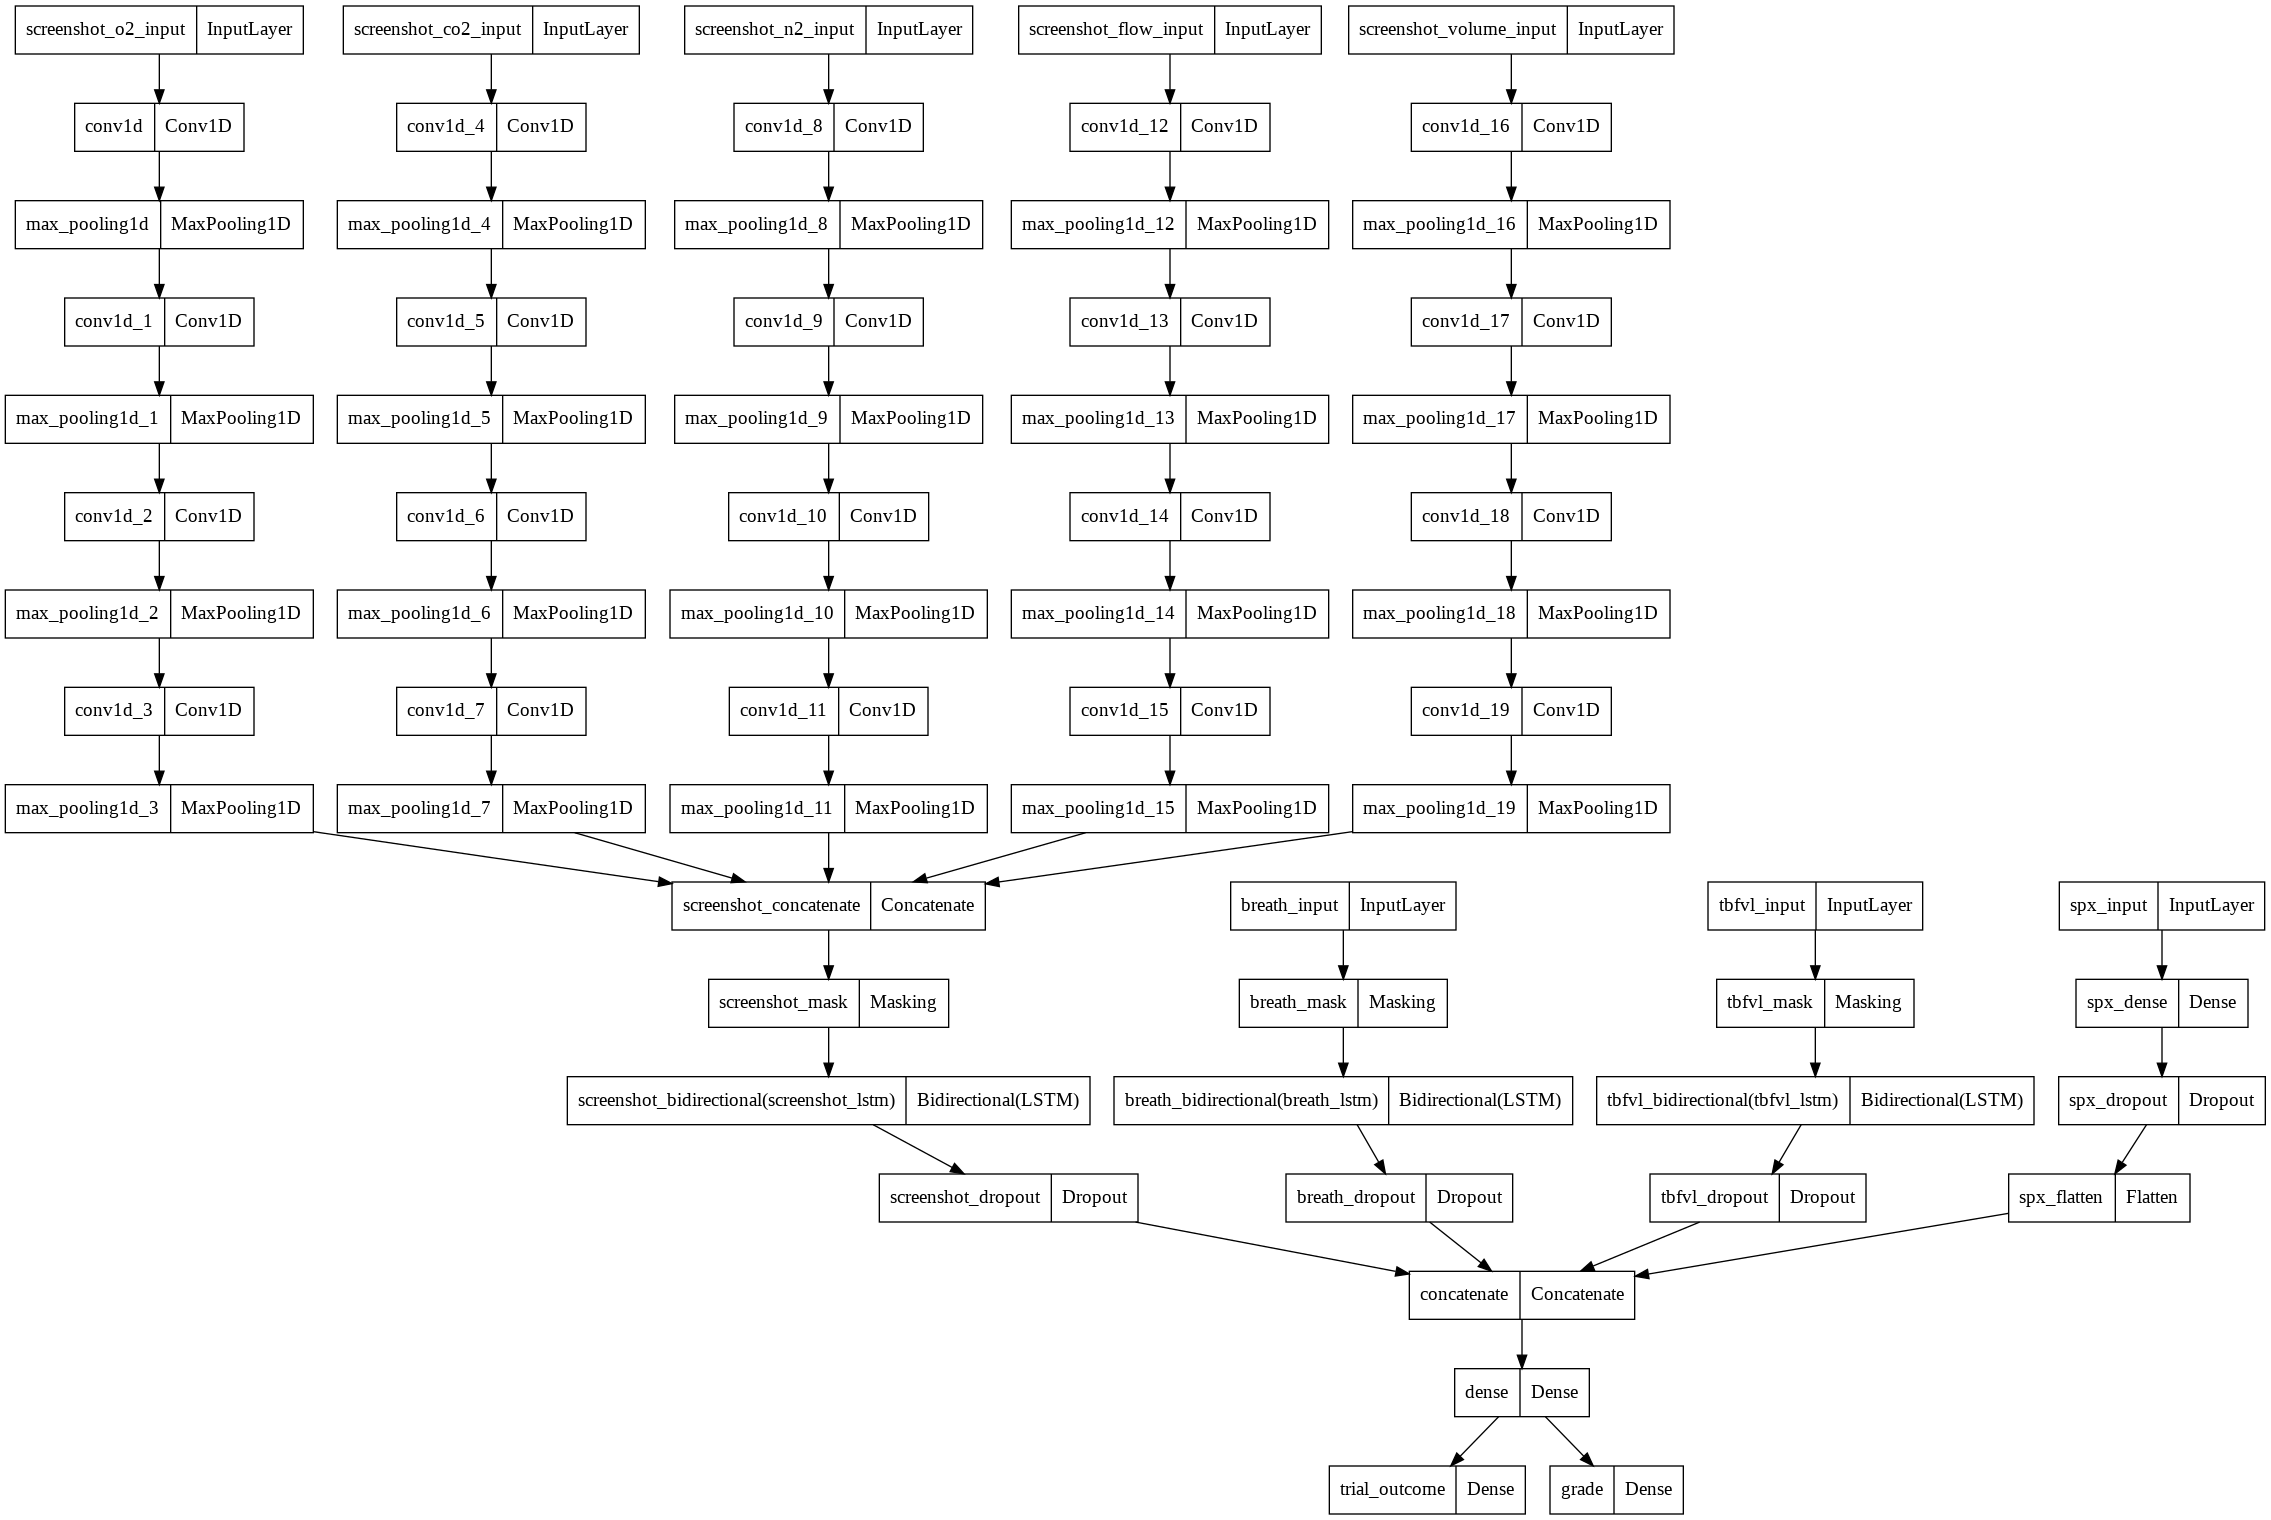 screenshot_o2_input InputLayer screenshot_co2_input InputLayer screenshot_n2_input InputLayer screenshot_flow_input InputLayer screenshot_volume_input InputLayer
conv1d Conv1D conv1d_4 Conv1D conv1d_8 Conv1D conv1d_12 Conv1D conv1d_16 Conv1D
max_pooling1d MaxPooling1D max_pooling1d_4 MaxPooling1D max_pooling1d_8 MaxPooling1D max_pooling1d_12 MaxPooling1D max_pooling1d_16 MaxPooling1D
conv1d_1 Conv1D conv1d_5 Conv1D conv1d_9 Conv1D conv1d_13 Conv1D conv1d_17 Conv1D
max_pooling1d_1 MaxPooling1D max_pooling1d_5 MaxPooling1D max_pooling1d_9 MaxPooling1D max_pooling1d_13 MaxPooling1D max_pooling1d_17 MaxPooling1D
conv1d_2 Conv1D conv1d_6 Conv1D conv1d_10 Conv1D conv1d_14 Conv1D conv1d_18 Conv1D
max_pooling1d_2 MaxPooling1D max_pooling1d_6 MaxPooling1D max_pooling1d_10 MaxPooling1D max_pooling1d_14 MaxPooling1D max_pooling1d_18 MaxPooling1D
conv1d_3 Conv1D conv1d_7 Conv1D conv1d_11 Conv1D conv1d_15 Conv1D conv1d_19 Conv1D
max_pooling1d_3 MaxPooling1D max_pooling1d_7 MaxPooling1D max_pooling1d_11 MaxPooling1D max_pooling1d_15 MaxPooling1D max_pooling1d_19 MaxPooling1D
screenshot_concatenate Concatenate breath_input InputLayer tbfvl_input InputLayer spx_input InputLayer
screenshot_mask Masking breath_mask Masking tbfvl_mask Masking spx_dense Dense
screenshot_bidirectional(screenshot_lstm) Bidirectional(LSTM) breath_bidirectional(breath_lstm) Bidirectional(LSTM) tbfvl_bidirectional(tbfvl_lstm) Bidirectional(LSTM) spx_dropout Dropout
screenshot_dropout Dropout breath_dropout Dropout tbfvl_dropout Dropout spx_flatten Flatten
concatenate Concatenate
dense Dense
trial_outcome Dense grade Dense